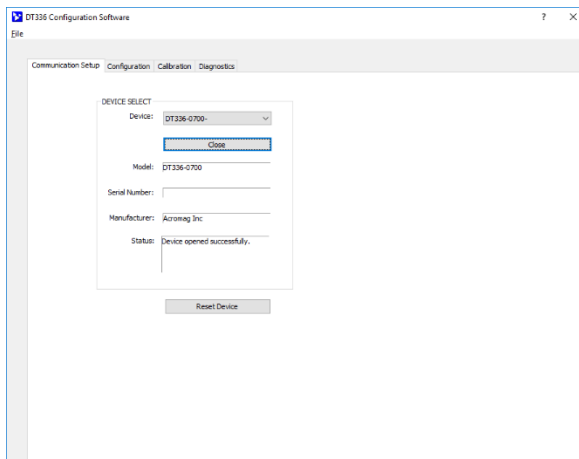 DT336 Configuration Software
?
File
Communication Setup Configuration Calibration Diagnostics
DEVICE SELECT
Device: DT336-0700-
Close
Model: DT336-0700
Serial Number:
Manufacturer: Acromag Inc
Status: Device opened successfully.
Reset Device